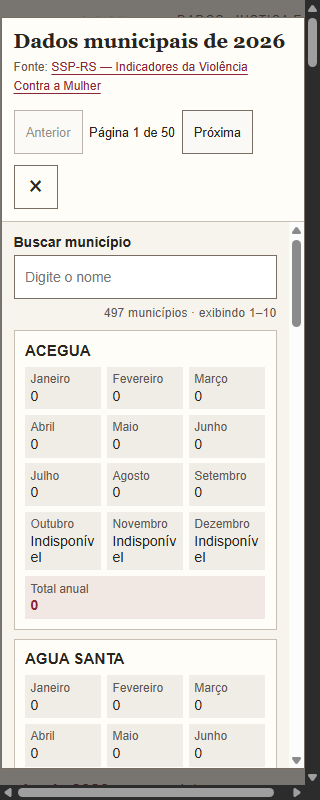 Dados municipais de 2026
Fonte: SSP-RS — Indicadores da Violência
Contra a Mulher
Anterior Página 1 de 50 Próxima
×
Buscar município
Digite o nome
497 municípios · exibindo 1–10
ACEGUA
Janeiro Fevereiro Março
0 0 0
Abril Maio Junho
0 0 0
Julho Agosto Setembro
0 0 0
Outubro Novembro Dezembro
Indisponív Indisponív Indisponív
el el el
Total anual
0
AGUA SANTA
Janeiro Fevereiro Março
0 0 0
Abril Maio Junho
0 0 0